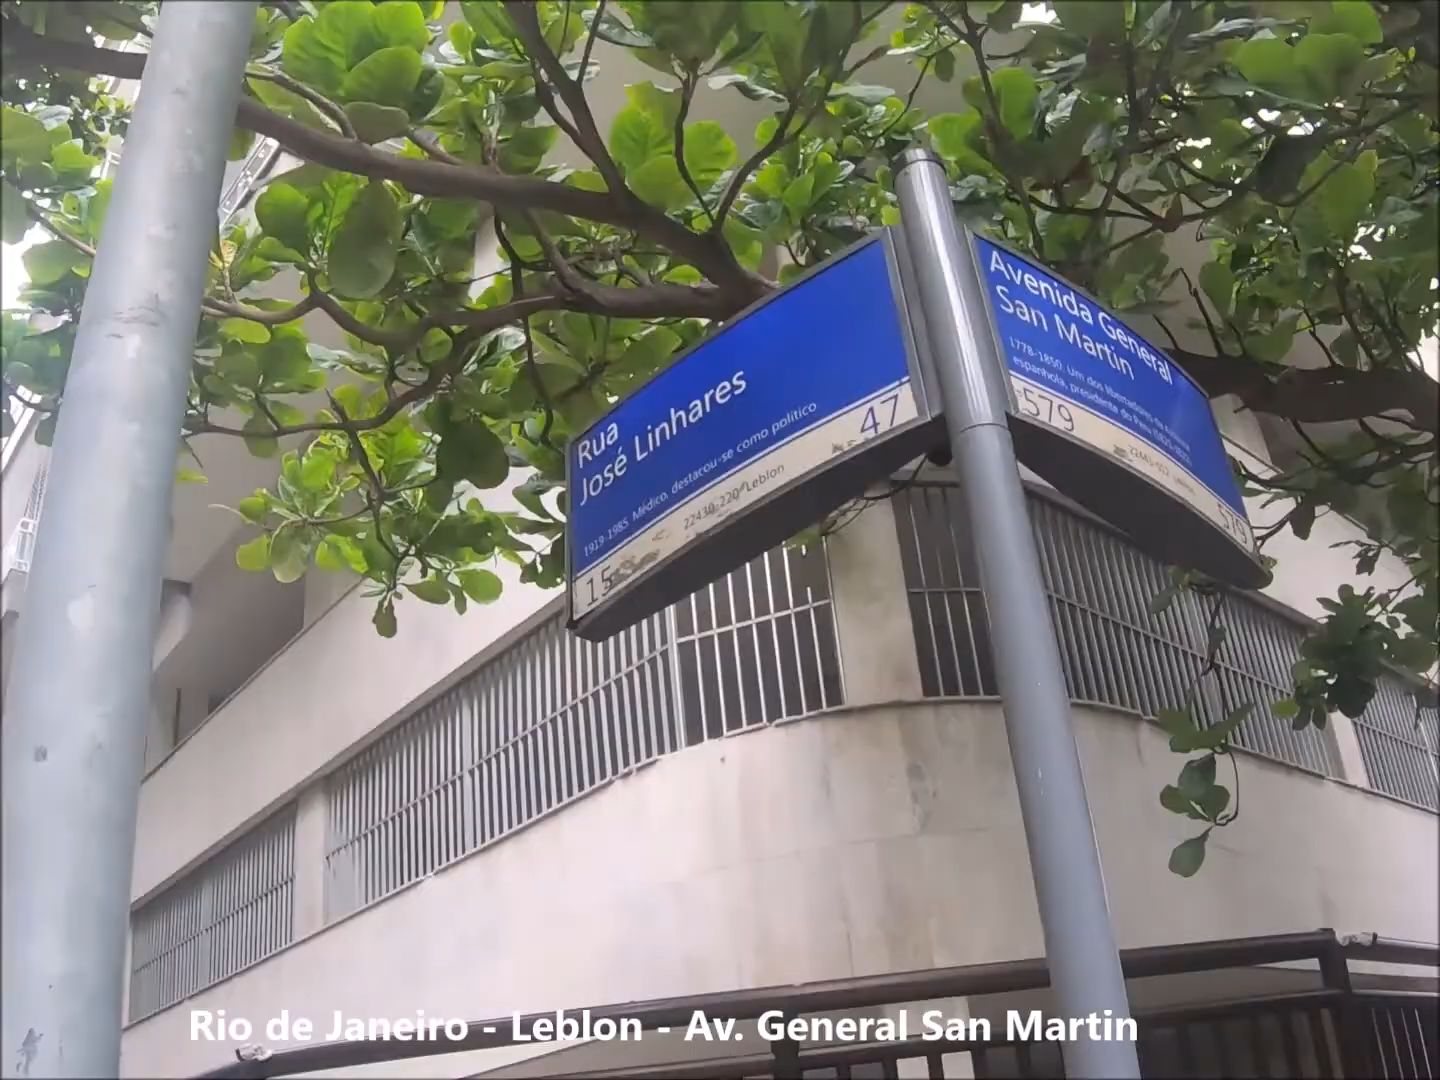 Rua
José Linhares
1919-1985 Médico, destacou-se como político
15
22430-220 Leblon
47
Avenida General
San Martin
1778-1850 Um dos libertadores da América
espanhola, presidente do Peru
579
579
Rio de Janeiro - Leblon - Av. General San Martin